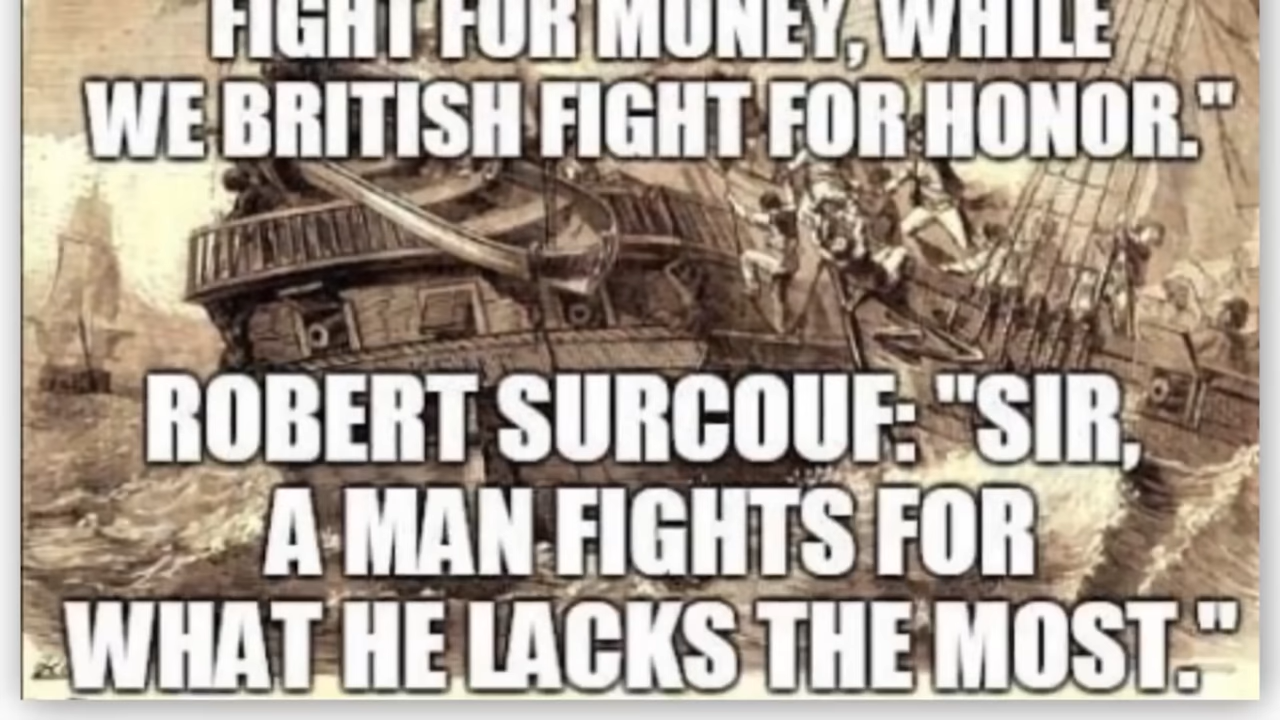 FIGHT FOR MONEY, WHILE
WE BRITISH FIGHT FOR HONOR."
ROBERT SURCOUF: "SIR,
A MAN FIGHTS FOR
WHAT HE LACKS THE MOST."